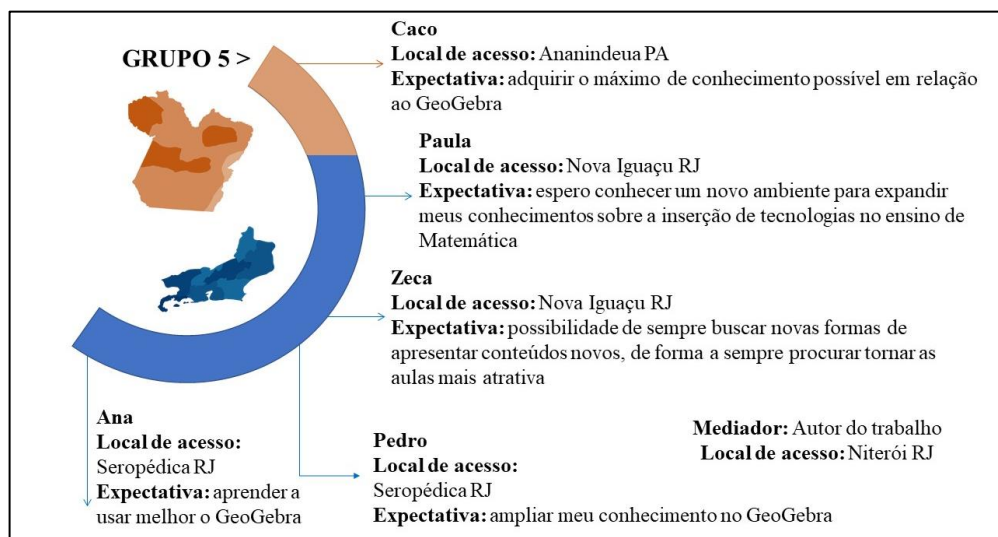 GRUPO 5 >
Caco
Local de acesso: Ananindeua PA
Expectativa: adquirir o máximo de conhecimento possível em relação
ao GeoGebra
Paula
Local de acesso: Nova Iguaçu RJ
Expectativa: espero conhecer um novo ambiente para expandir
meus conhecimentos sobre a inserção de tecnologias no ensino de
Matemática
Zeca
Local de acesso: Nova Iguaçu RJ
Expectativa: possibilidade de sempre buscar novas formas de
apresentar conteúdos novos, de forma a sempre procurar tornar as
aulas mais atrativa
Ana
Local de acesso:
Seropédica RJ
Expectativa: aprender a
usar melhor o GeoGebra
Pedro
Local de acesso:
Seropédica RJ
Expectativa: ampliar meu conhecimento no GeoGebra
Mediador: Autor do trabalho
Local de acesso: Niterói RJ